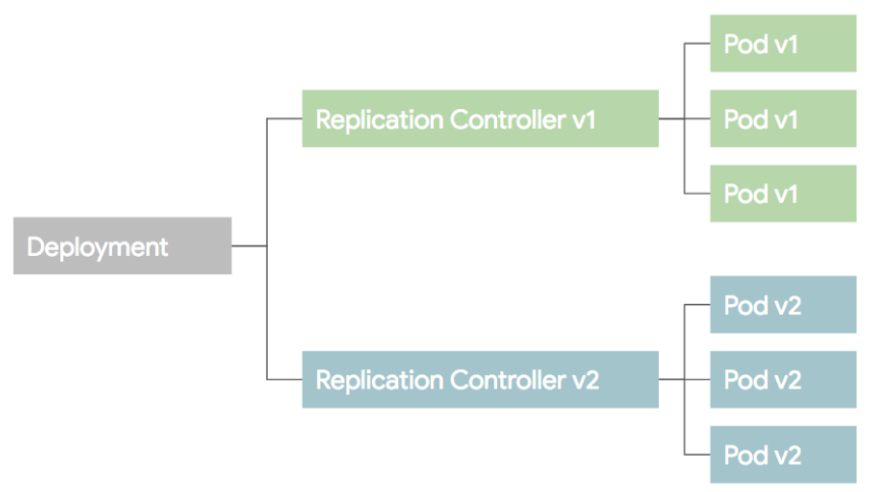 Deployment
Replication Controller v1
Pod v1
Pod v1
Pod v1
Replication Controller v2
Pod v2
Pod v2
Pod v2